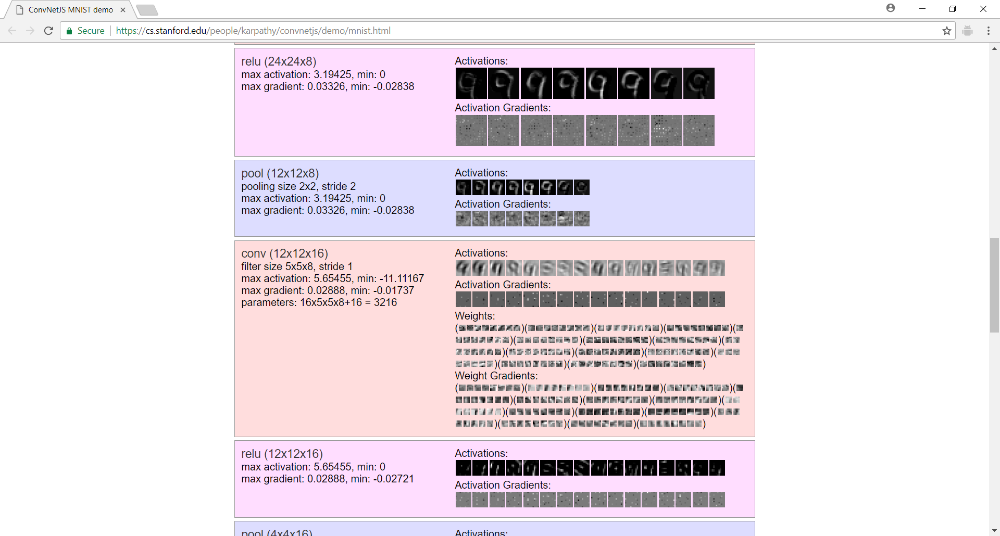 ConvNetJS MNIST demo
Secure https://cs.stanford.edu/people/karpathy/convnetjs/demo/mnist.html
relu (24x24x8)
max activation: 3.19425, min: 0
max gradient: 0.03326, min: -0.02838
Activations:
Activation Gradients:
pool (12x12x8)
pooling size 2x2, stride 2
max activation: 3.19425, min: 0
max gradient: 0.03326, min: -0.02838
Activations:
Activation Gradients:
conv (12x12x16)
filter size 5x5x8, stride 1
max activation: 5.65455, min: -11.11167
max gradient: 0.02888, min: -0.01737
parameters: 16x5x5x8+16 = 3216
Activations:
Activation Gradients:
Weights:
Weight Gradients:
relu (12x12x16)
max activation: 5.65455, min: 0
max gradient: 0.02888, min: -0.02721
Activations:
Activation Gradients:
pool (4x4x16)
Activations: